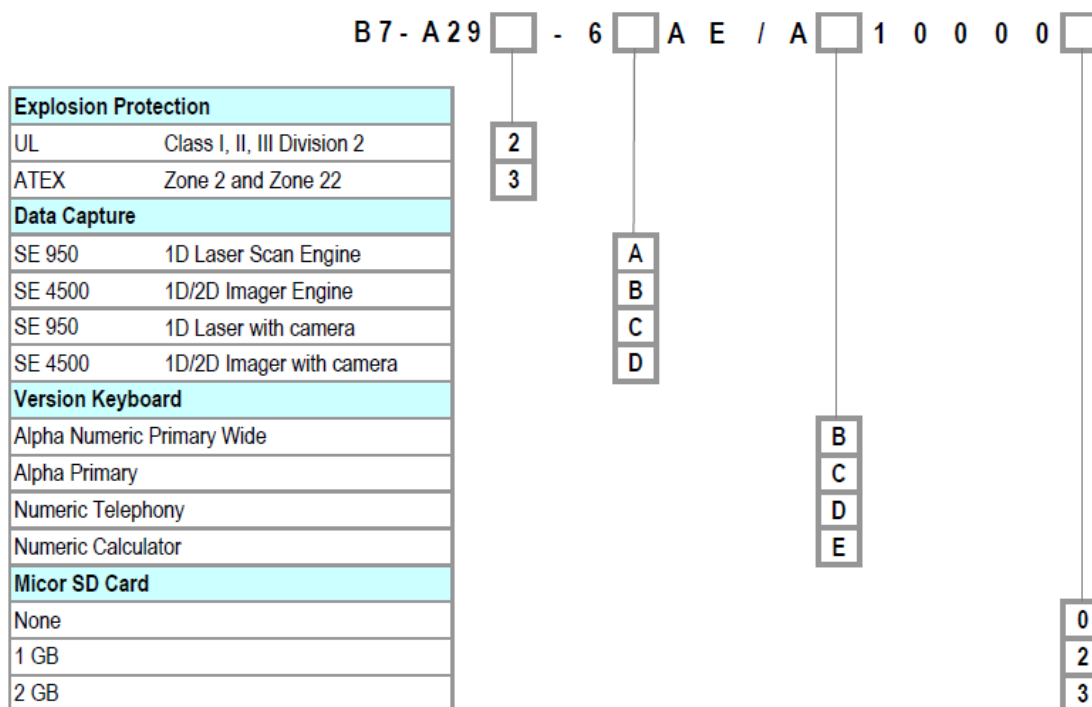 B 7 - A 2 9 - 6 A E / A 1 0 0 0 0
Explosion Protection
UL Class I, II, III Division 2 2
ATEX Zone 2 and Zone 22 3
Data Capture
SE 950 1D Laser Scan Engine A
SE 4500 1D/2D Imager Engine B
SE 950 1D Laser with camera C
SE 4500 1D/2D Imager with camera D
Version Keyboard
Alpha Numeric Primary Wide B
Alpha Primary C
Numeric Telephony D
Numeric Calculator E
Micor SD Card
None 0
1 GB 2
2 GB 3